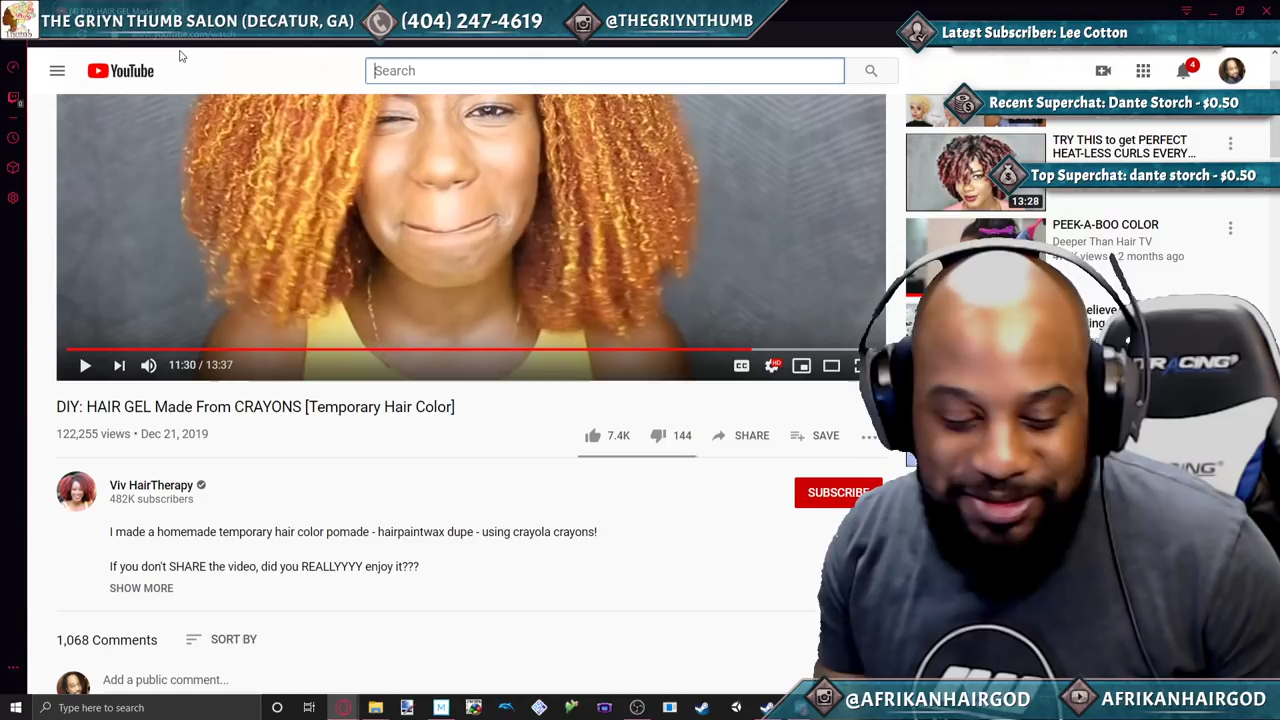 THE GRIYN THUMB SALON (DECATUR, GA)
(404) 247-4619
@THEGRIYNTHUMB
Latest Subscriber: Lee Cotton
YouTube
Search
4
Recent Superchat: Dante Storch - $0.50
TRY THIS to get PERFECT
HEAT-LESS CURLS EVERY...
13:28
Top Superchat: dante storch - $0.50
PEEK-A-BOO COLOR
Deeper Than Hair TV
views • 2 months ago
11:30 / 13:37
CC
HD
DIY: HAIR GEL Made From CRAYONS [Temporary Hair Color]
122,255 views • Dec 21, 2019
7.4K
144
SHARE
SAVE
Viv HairTherapy
482K subscribers
SUBSCRIBE
I made a homemade temporary hair color pomade - hairpaintwax dupe - using crayola crayons!
If you don't SHARE the video, did you REALLYYYY enjoy it???
SHOW MORE
1,068 Comments
SORT BY
Add a public comment...
Type here to search
@AFRIKANHAIRGOD
AFRIKANHAIRGOD